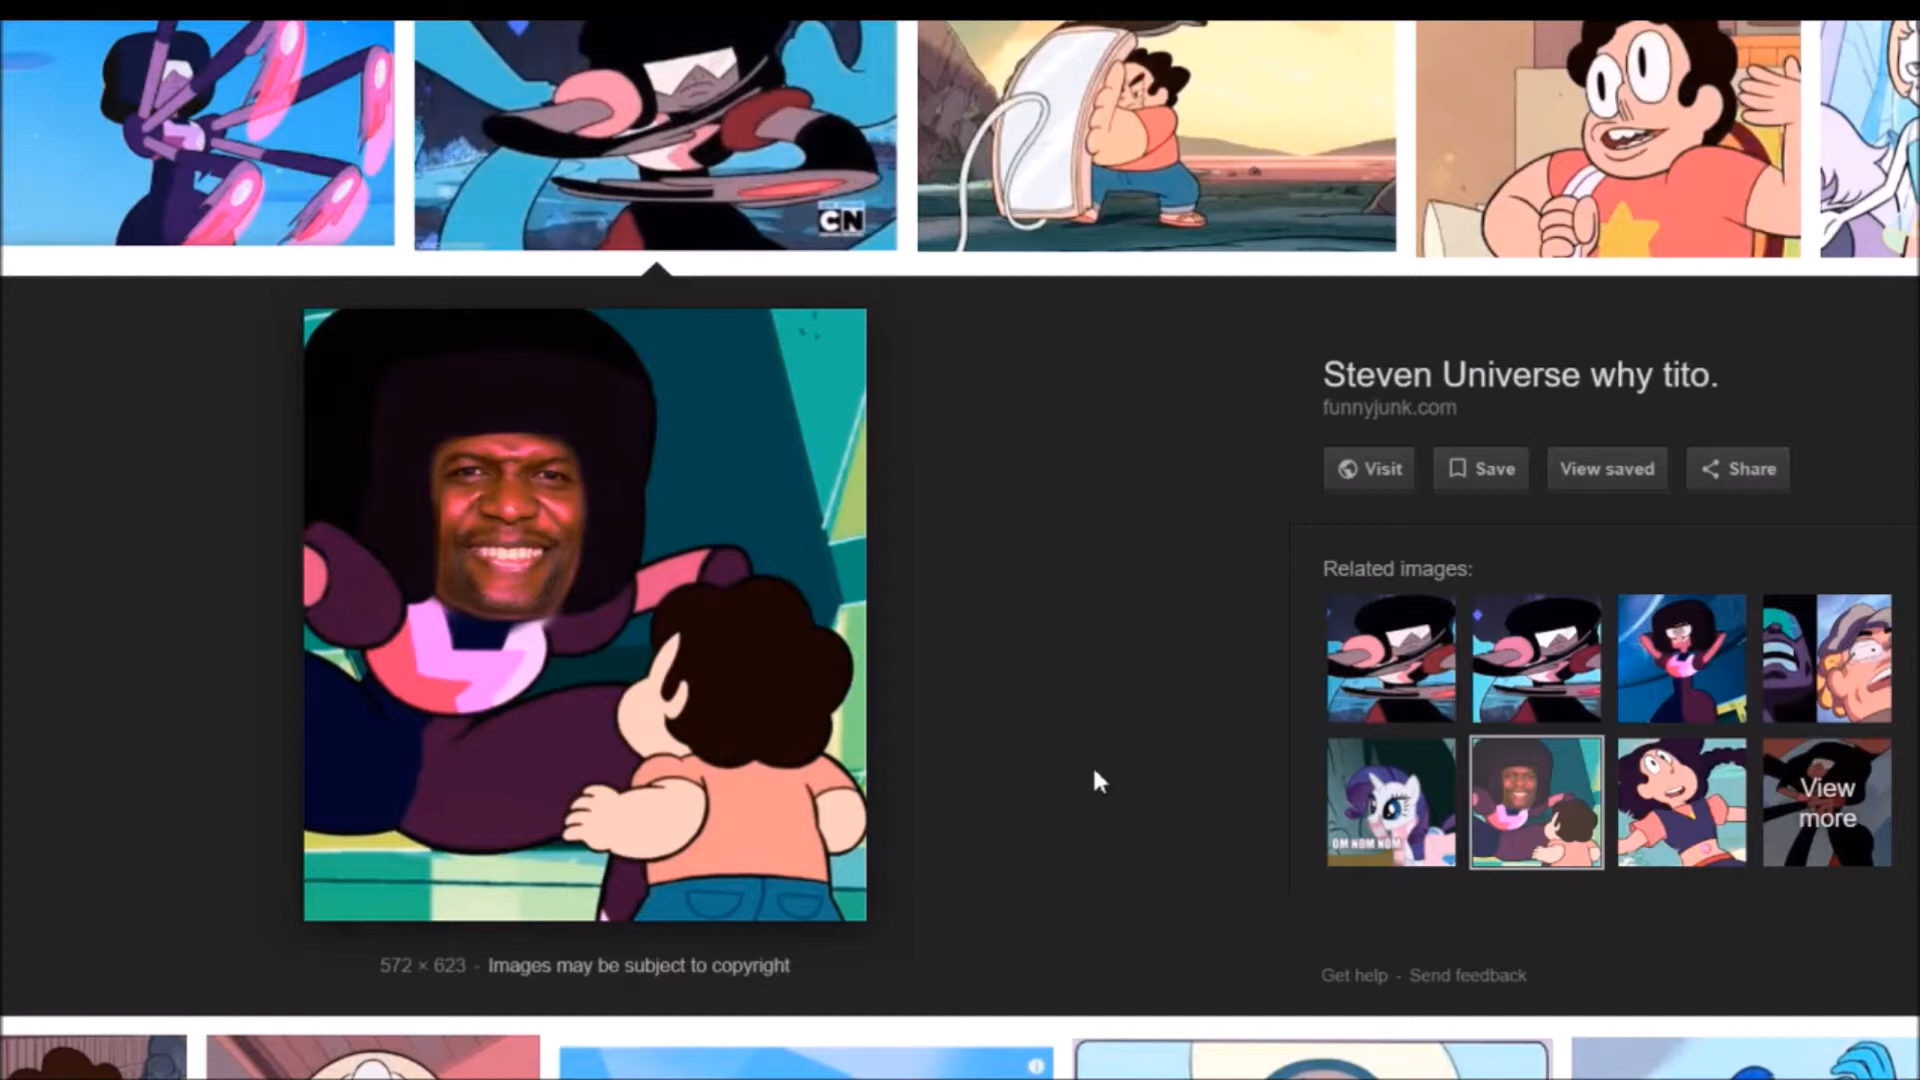 CN
Steven Universe why tito.
funnyjunk.com
Visit
Save
View saved
Share
Related images:
OM NOM NOM
View
more
572 × 623 - Images may be subject to copyright
Get help - Send feedback